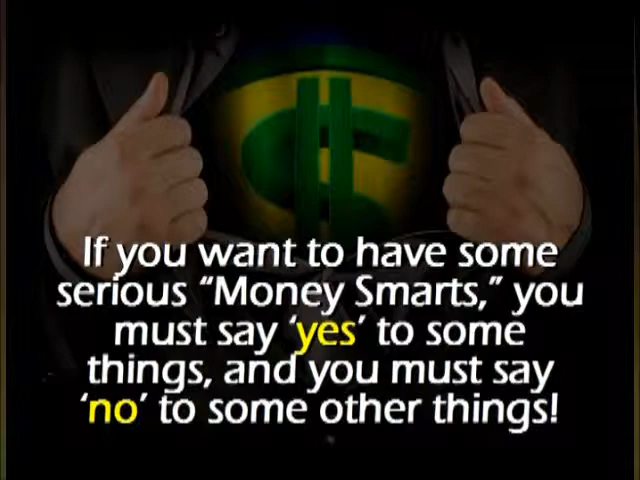 If you want to have some
serious “Money Smarts,” you
must say ‘yes’ to some
things, and you must say
‘no’ to some other things!